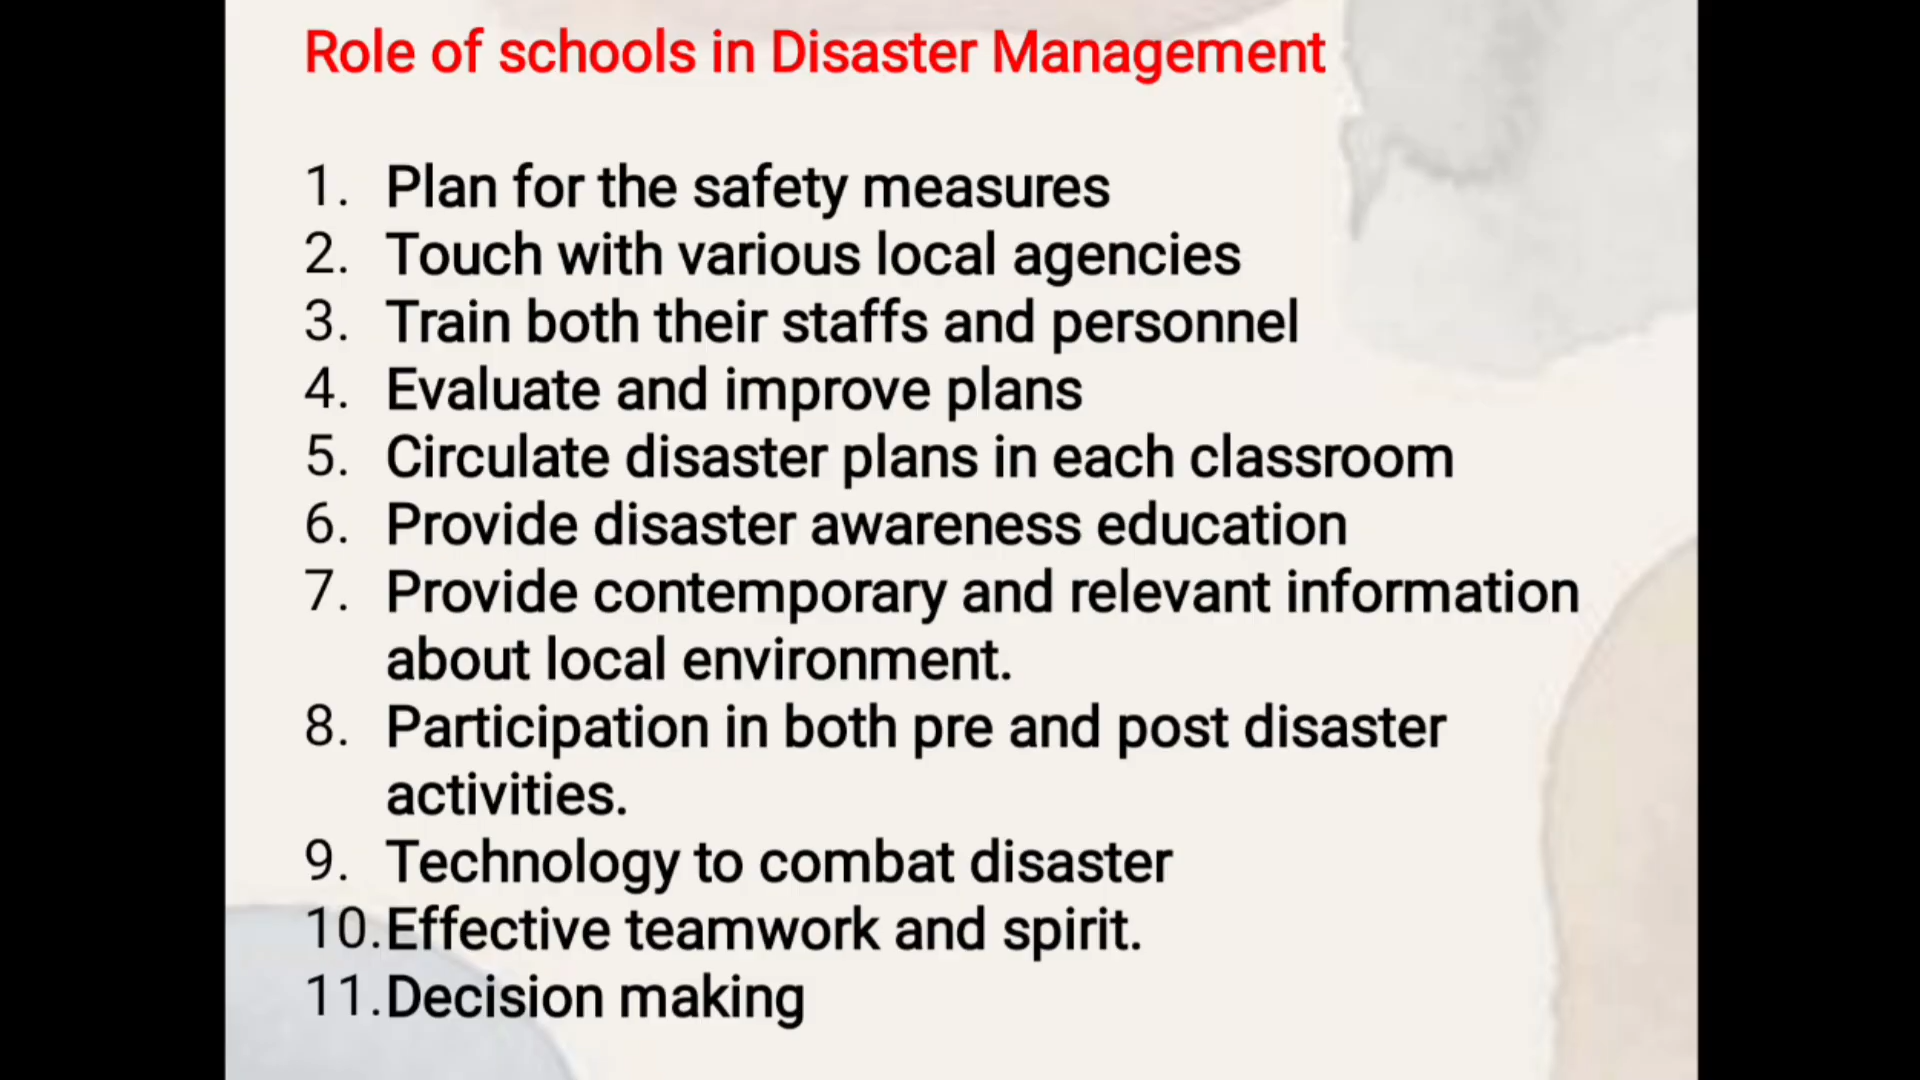 Role of schools in Disaster Management
1. Plan for the safety measures
2. Touch with various local agencies
3. Train both their staffs and personnel
4. Evaluate and improve plans
5. Circulate disaster plans in each classroom
6. Provide disaster awareness education
7. Provide contemporary and relevant information
about local environment.
8. Participation in both pre and post disaster
activities.
9. Technology to combat disaster
10. Effective teamwork and spirit.
11. Decision making